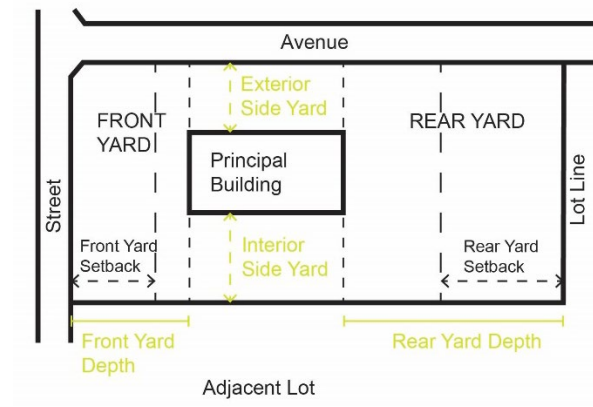 Avenue
Exterior
Side Yard
FRONT
YARD
REAR YARD
Principal
Building
Street
Lot Line
Front Yard
Setback
Interior
Side Yard
Rear Yard
Setback
Front Yard
Depth
Rear Yard Depth
Adjacent Lot